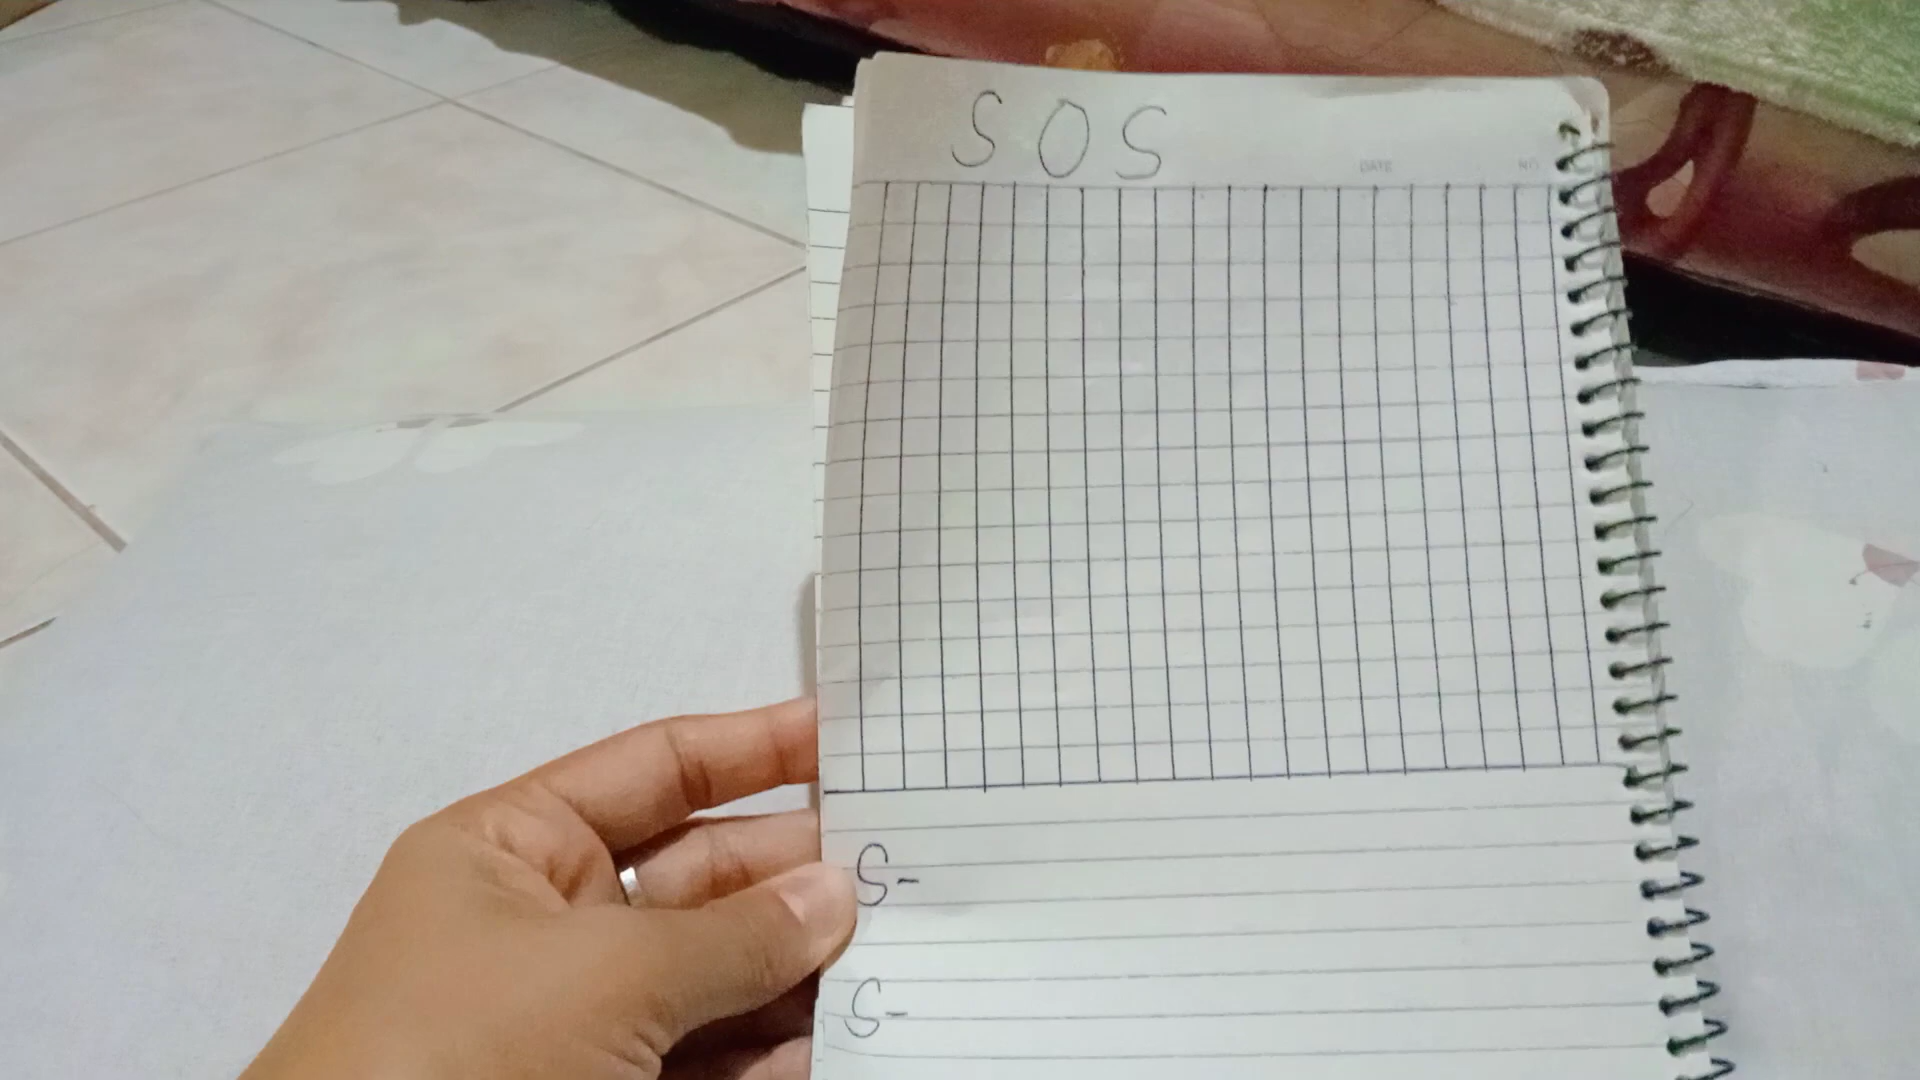 SOS
DATE NO.
S-
S-